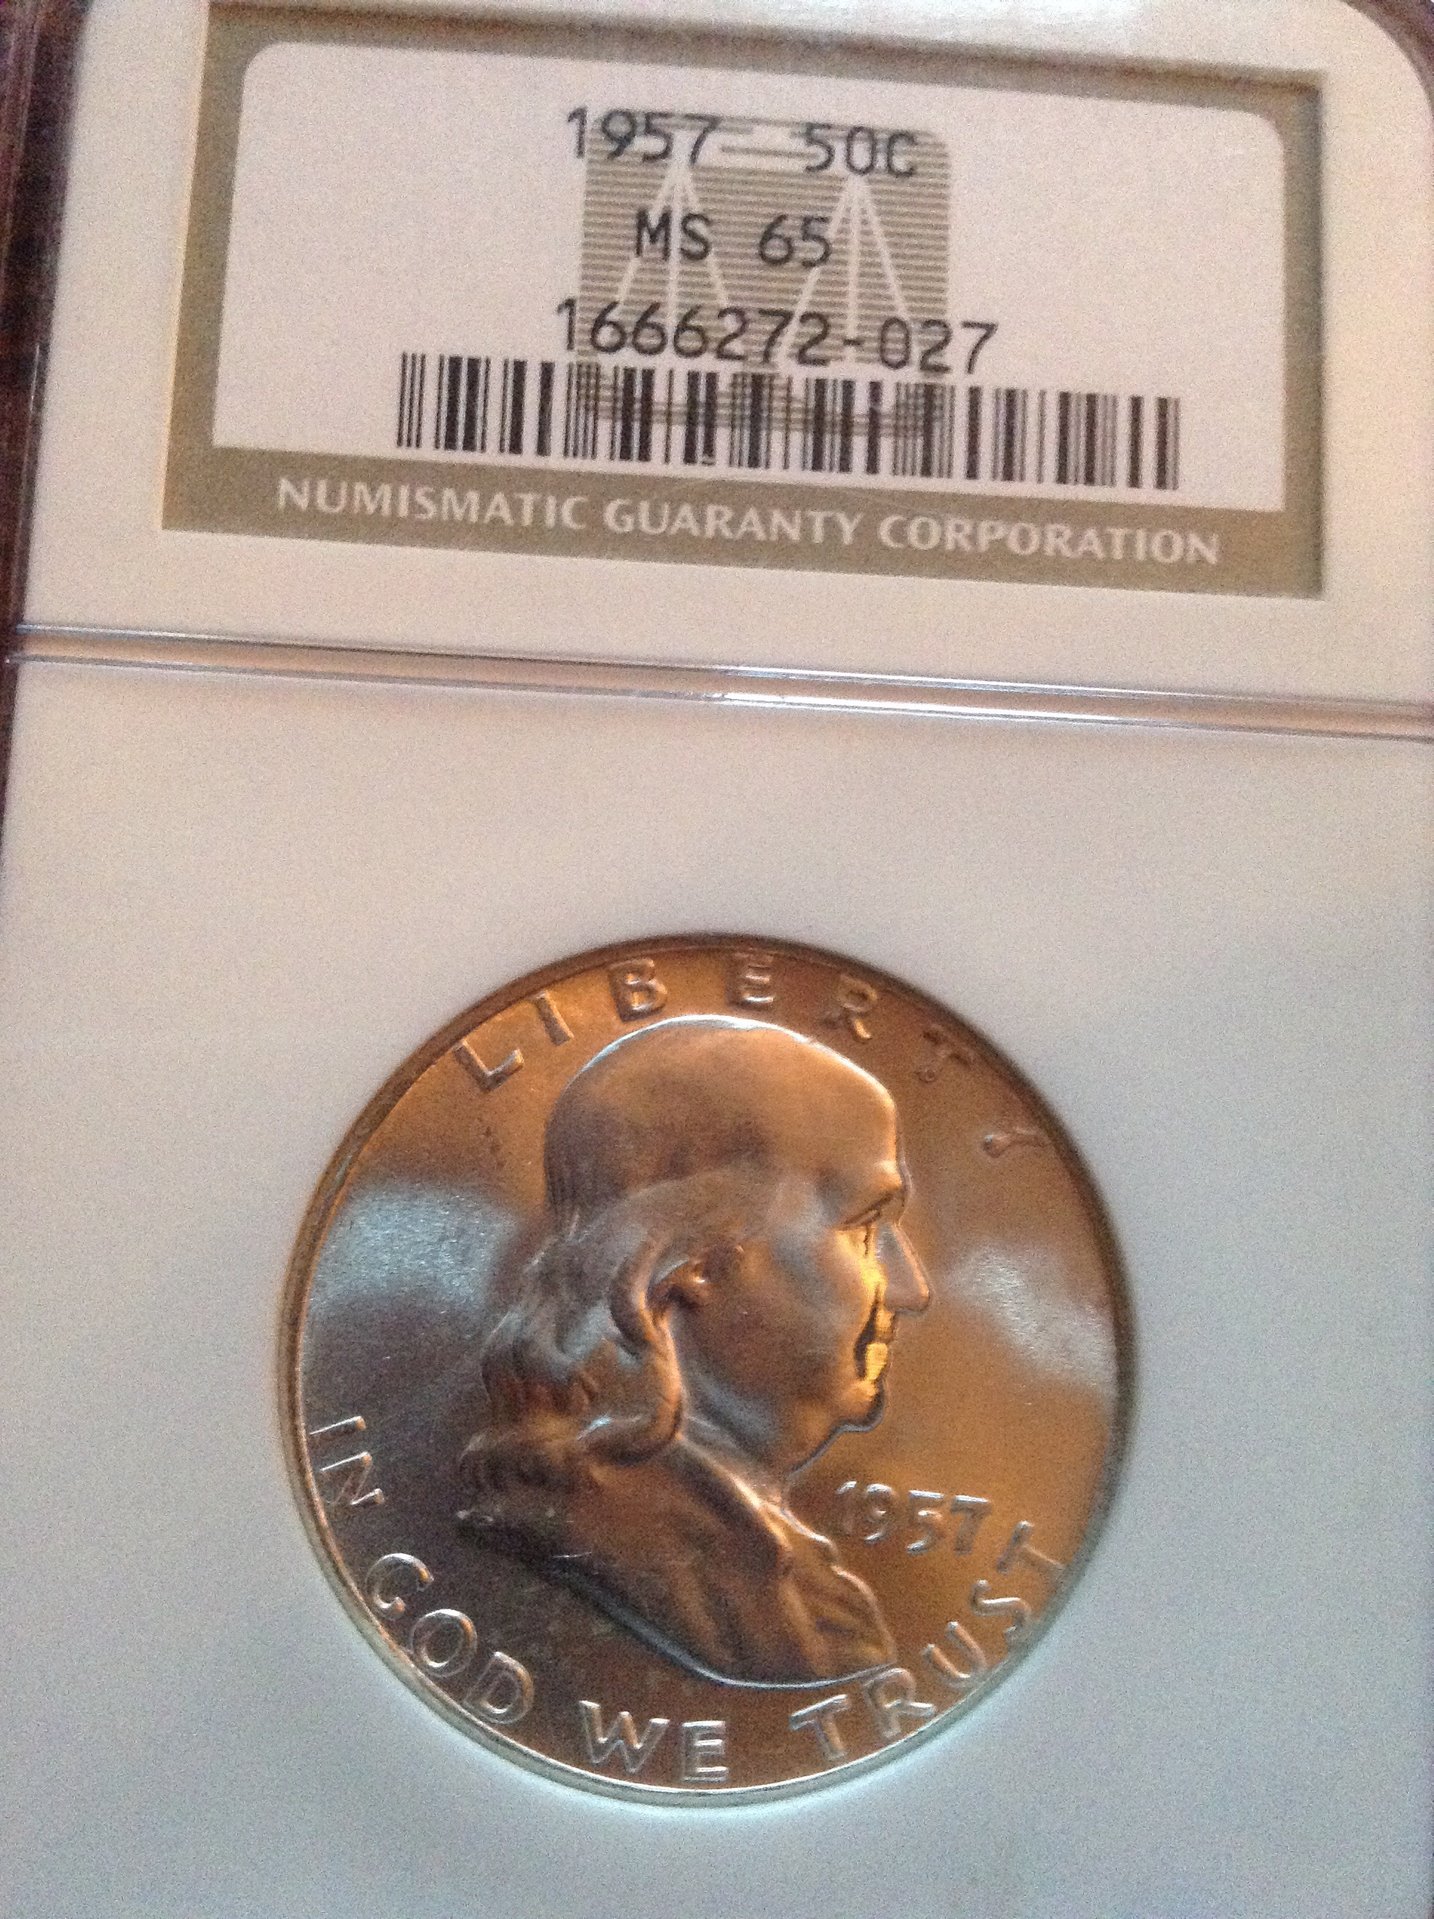 1957 50C
MS 65
1666272-027
NUMISMATIC GUARANTY CORPORATION
LIBERTY
1957
IN GOD WE TRUST